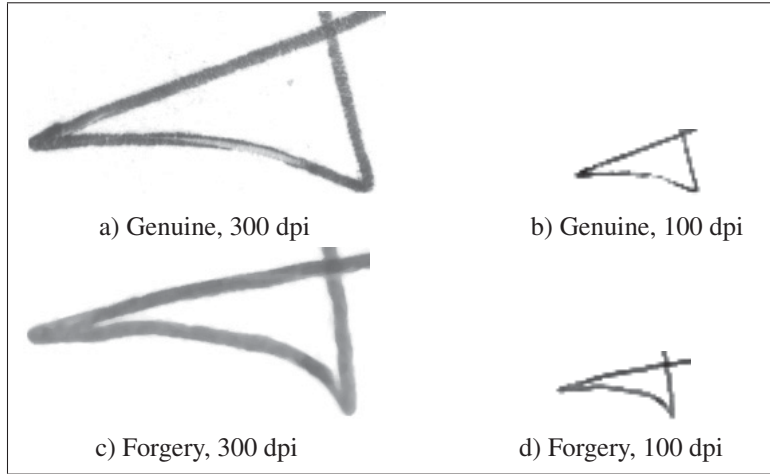 a) Genuine, 300 dpi
b) Genuine, 100 dpi
c) Forgery, 300 dpi
d) Forgery, 100 dpi